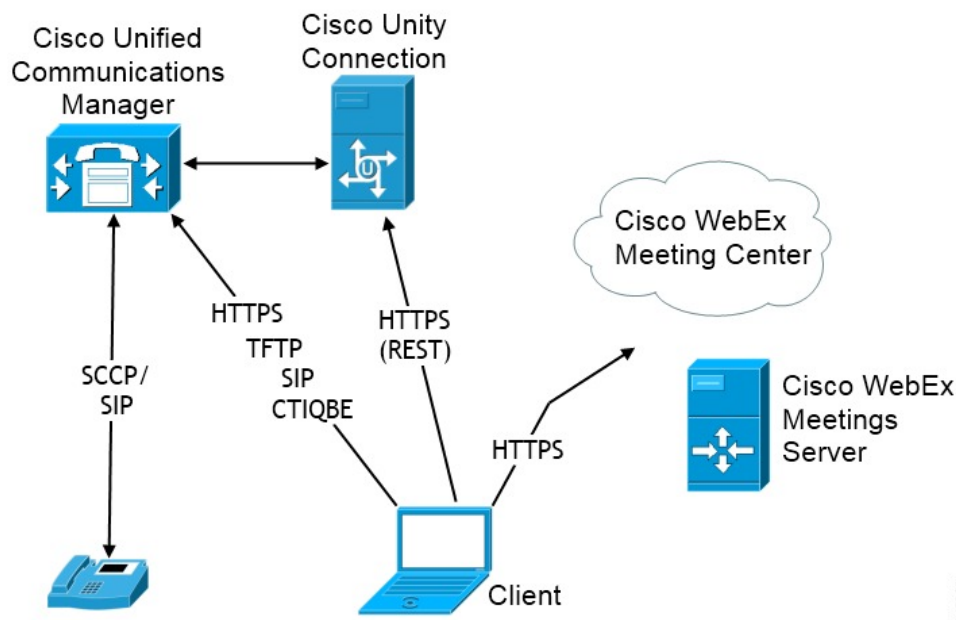 Cisco Unified
Communications
Manager
Cisco Unity
Connection
U
Cisco WebEx
Meeting Center
HTTPS
TFTP
SIP
CTIQBE
HTTPS
(REST)
SCCP/
SIP
HTTPS
Cisco WebEx
Meetings
Server
Client